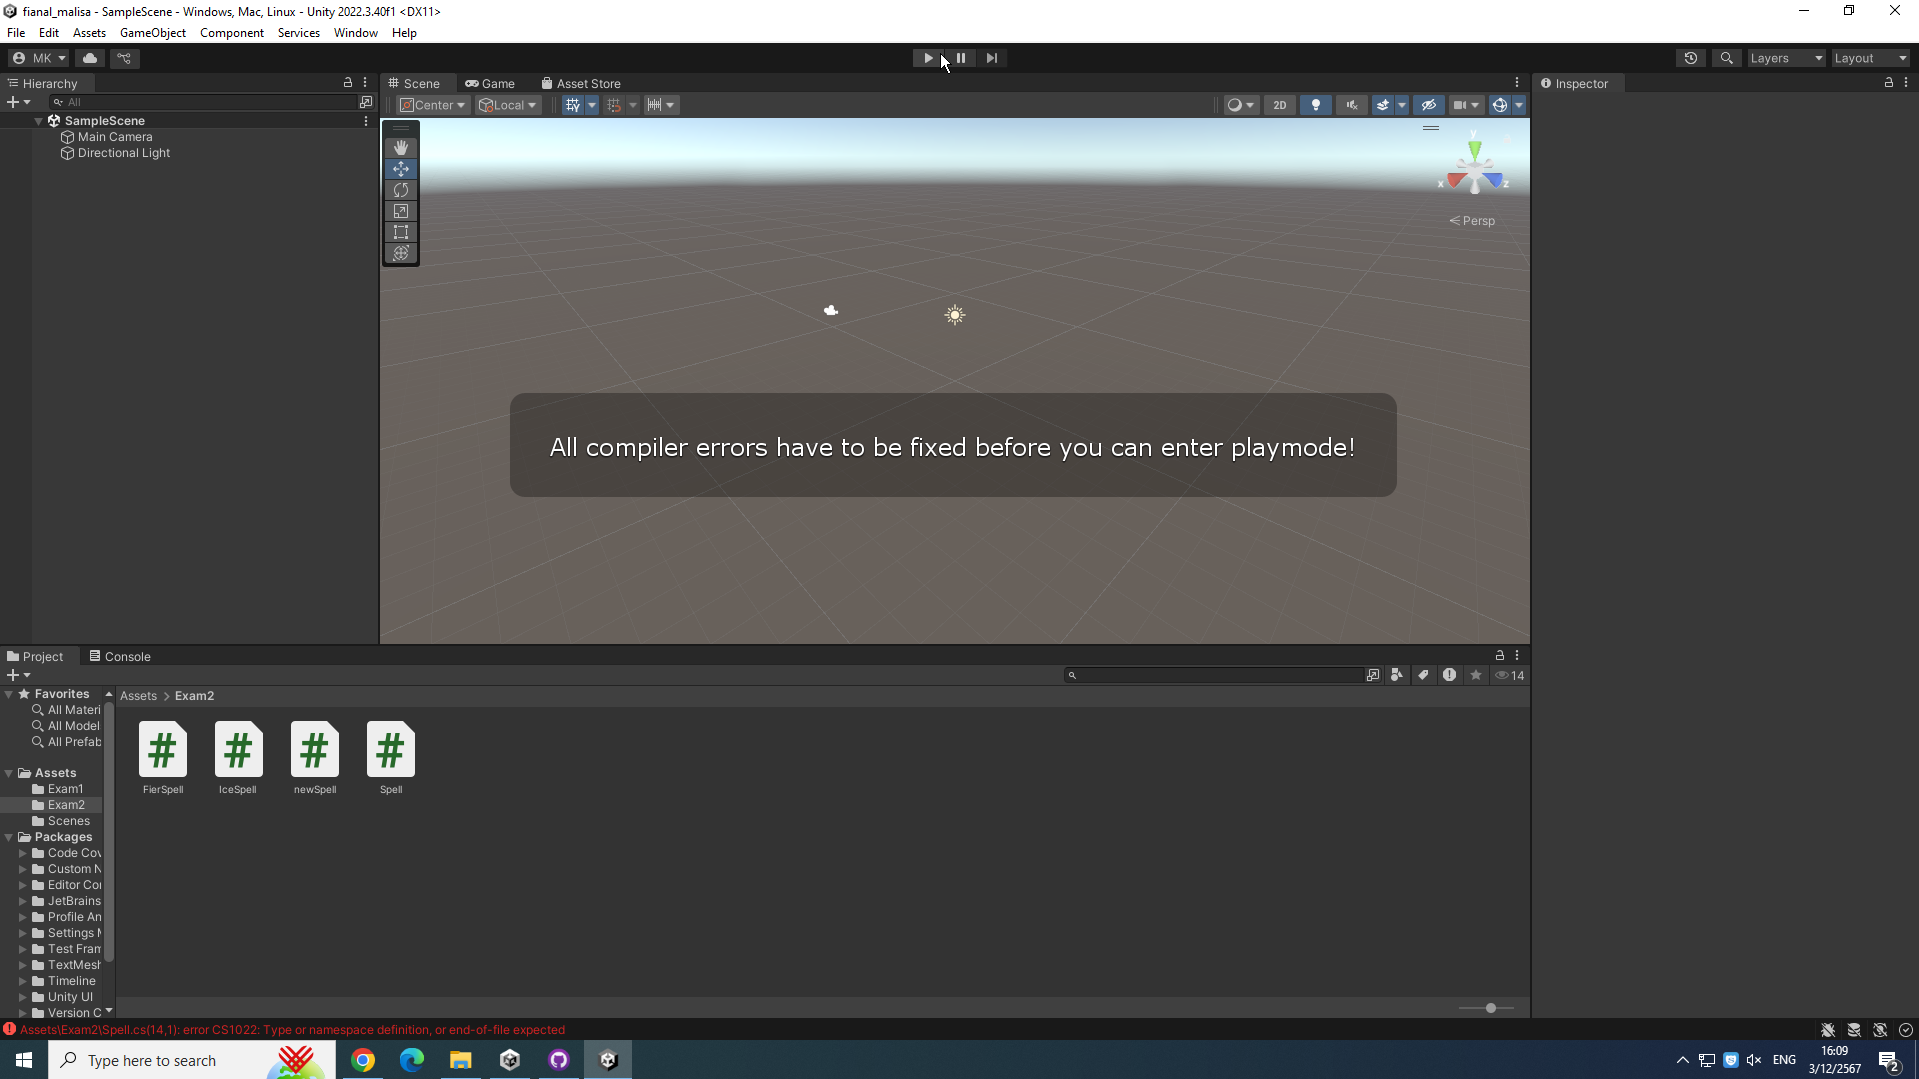 fianal_malisa - SampleScene - Windows, Mac, Linux - Unity 2022.3.40f1 <DX11>
File Edit Assets GameObject Component Services Window Help
MK Layers Layout
Hierarchy Scene Game Asset Store Inspector
All Center Local 2D
SampleScene
Main Camera
Directional Light
y
x z
Persp
All compiler errors have to be fixed before you can enter playmode!
Project Console
14
Favorites
Assets > Exam2
All Materi
All Model
All Prefab
# # # #
FierSpell IceSpell newSpell Spell
Assets
Exam1
Exam2
Scenes
Packages
Code Cov
Custom N
Editor Cor
JetBrains
Profile An
Settings M
Test Fram
TextMesh
Timeline
Unity UI
Version C
Assets\Exam2\Spell.cs(14,1): error CS1022: Type or namespace definition, or end-of-file expected
Type here to search
ENG
16:09
3/12/2567
2